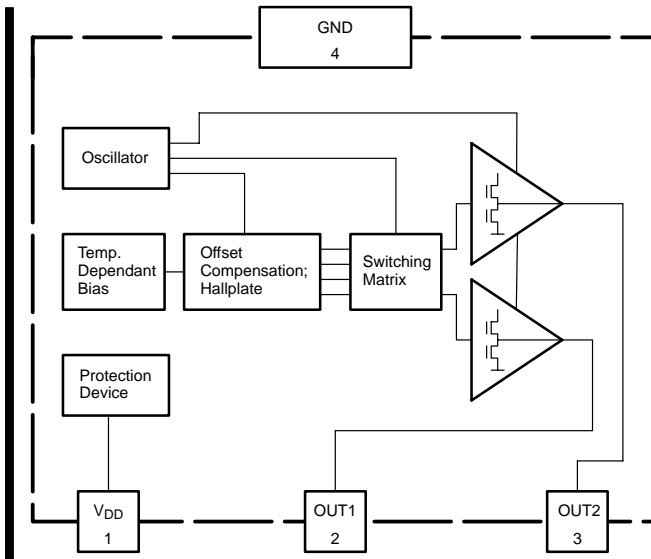 GND
4
Oscillator
Temp.
Dependant
Bias
Offset
Compensation;
Hallplate
Switching
Matrix
Protection
Device
VDD
1
OUT1
2
OUT2
3